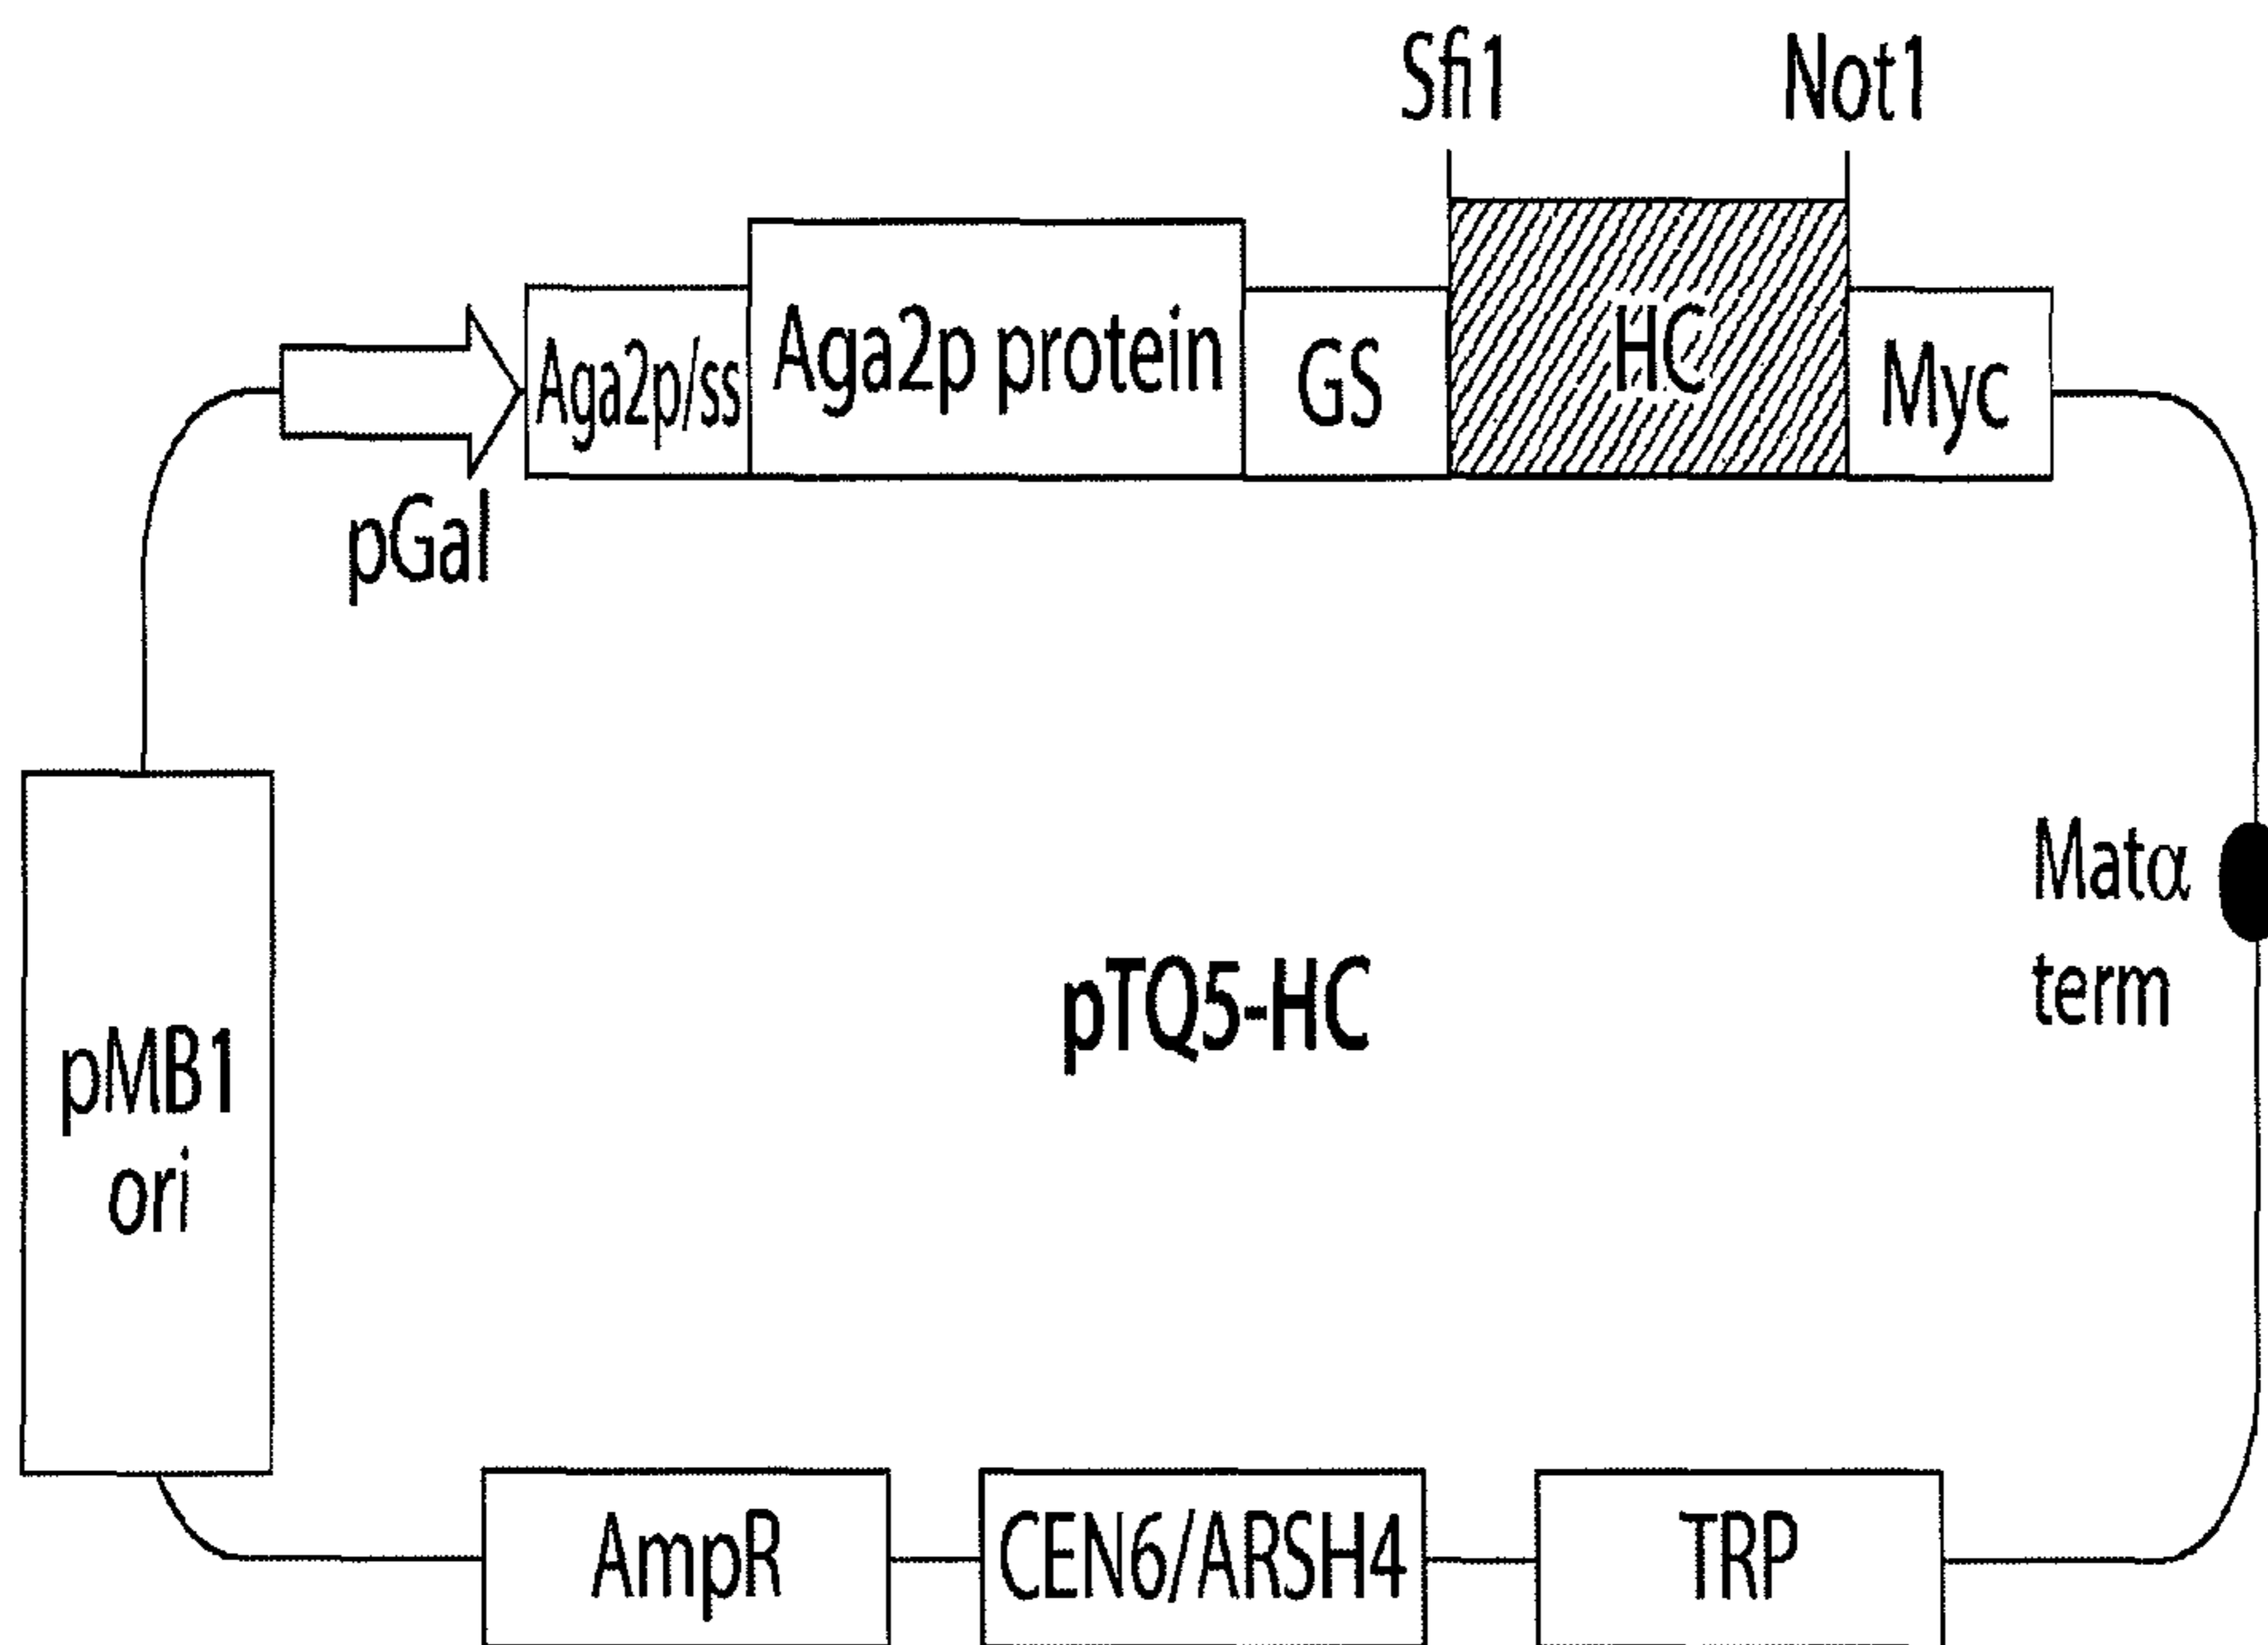 Sfi1
Not1
Aga2p/ss
Aga2p protein
GS
HC
Myc
pGal
Matα
term
pTQ5-HC
pMB1
ori
AmpR
CEN6/ARSH4
TRP